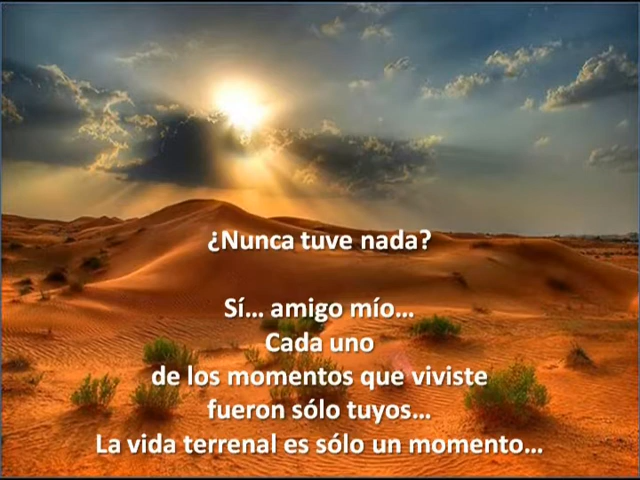 ¿Nunca tuve nada?
Sí... amigo mío...
Cada uno
de los momentos que viviste
fueron sólo tuyos...
La vida terrenal es sólo un momento...